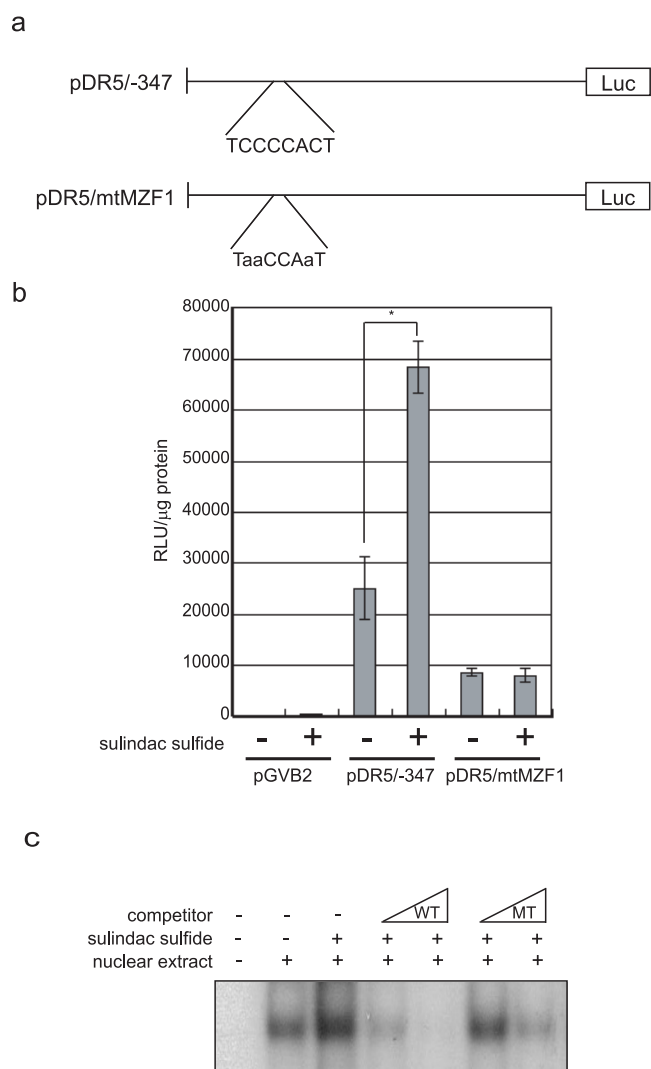 a
pDR5/-347
Luc
TCCCCACT
pDR5/mtMZF1
Luc
TaaCCAaT
b
80000
70000
60000
50000
40000
30000
20000
10000
0
RLU/μg protein
*
sulindac sulfide - + - + - +
pGVB2 pDR5/-347 pDR5/mtMZF1
c
competitor - - - WT MT
sulindac sulfide - - + + + + +
nuclear extract - + + + + + +